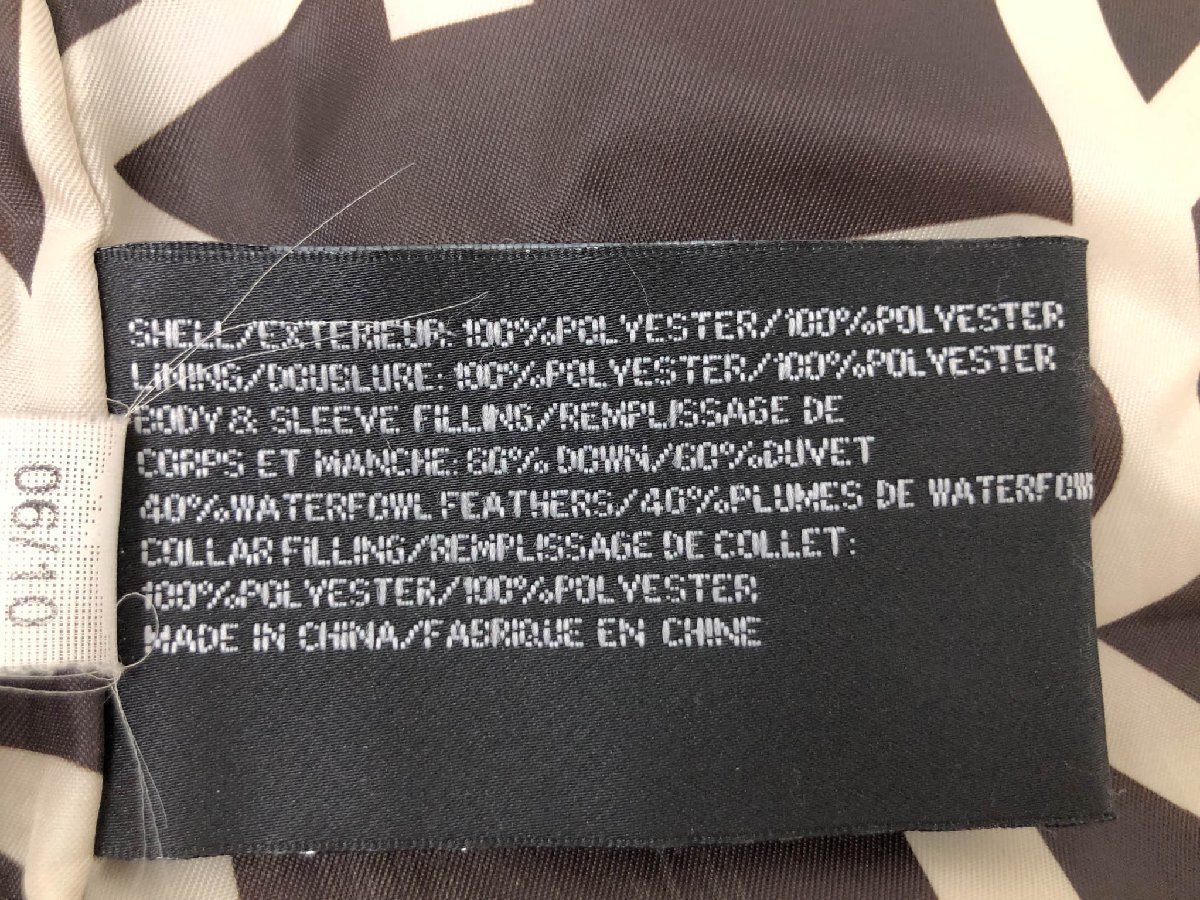 SHELL/EXTERIEUR: 100%POLYESTER/100%POLYESTER
LINING/DOUBLURE: 100%POLYESTER/100%POLYESTER
BODY & SLEEVE FILLING/REMPLISSAGE DE
CORPS ET MANCHE: 60% DOWN/60%DUVET
40%WATERFOWL FEATHERS/40%PLUMES DE WATERFOW
COLLAR FILLING/REMPLISSAGE DE COLLET:
100%POLYESTER/100%POLYESTER
MADE IN CHINA/FABRIQUE EN CHINE
06/10